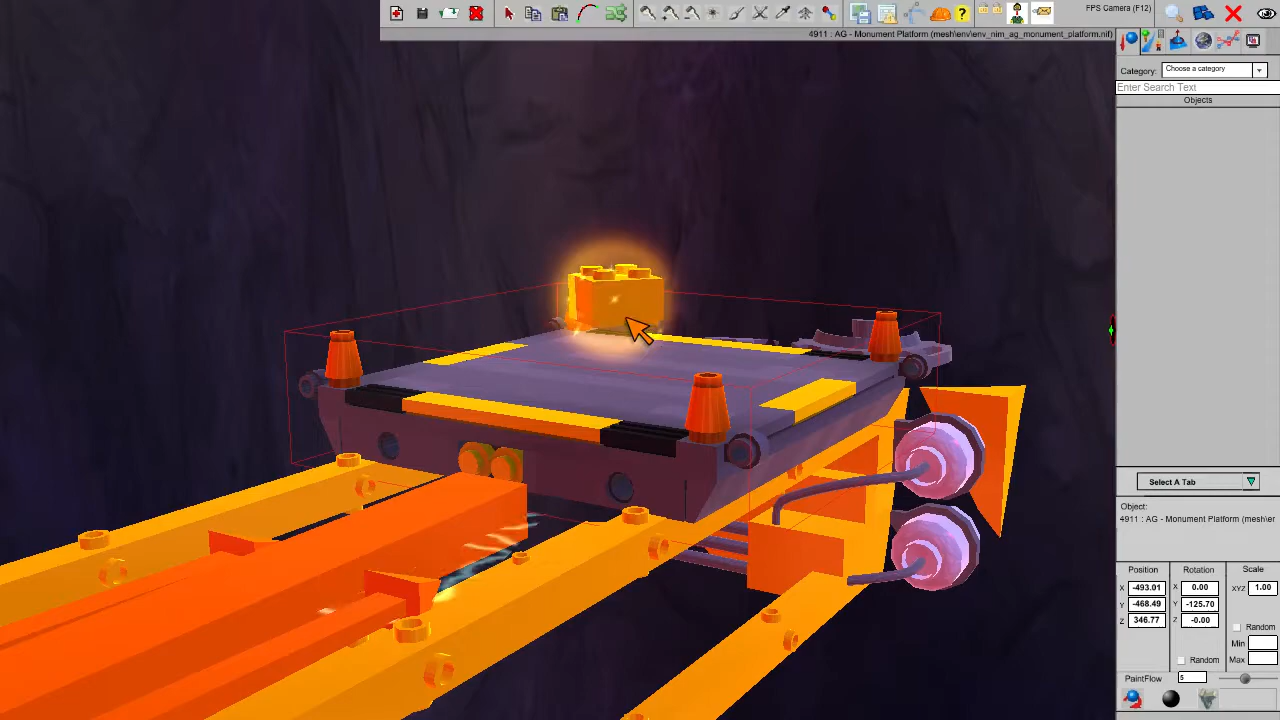 FPS Camera (F12)
4911 : AG - Monument Platform (mesh\env\env_nim_ag_monument_platform.nif)
Category: Choose a category
Enter Search Text
Objects
Select A Tab
Object:
4911 : AG - Monument Platform (mesh\er
Position Rotation Scale
X -493.01 X 0.00 XYZ 1.00
Y -468.49 Y -125.70
Z 346.77 Z -0.00
Random
Min
Random Max
PaintFlow 5